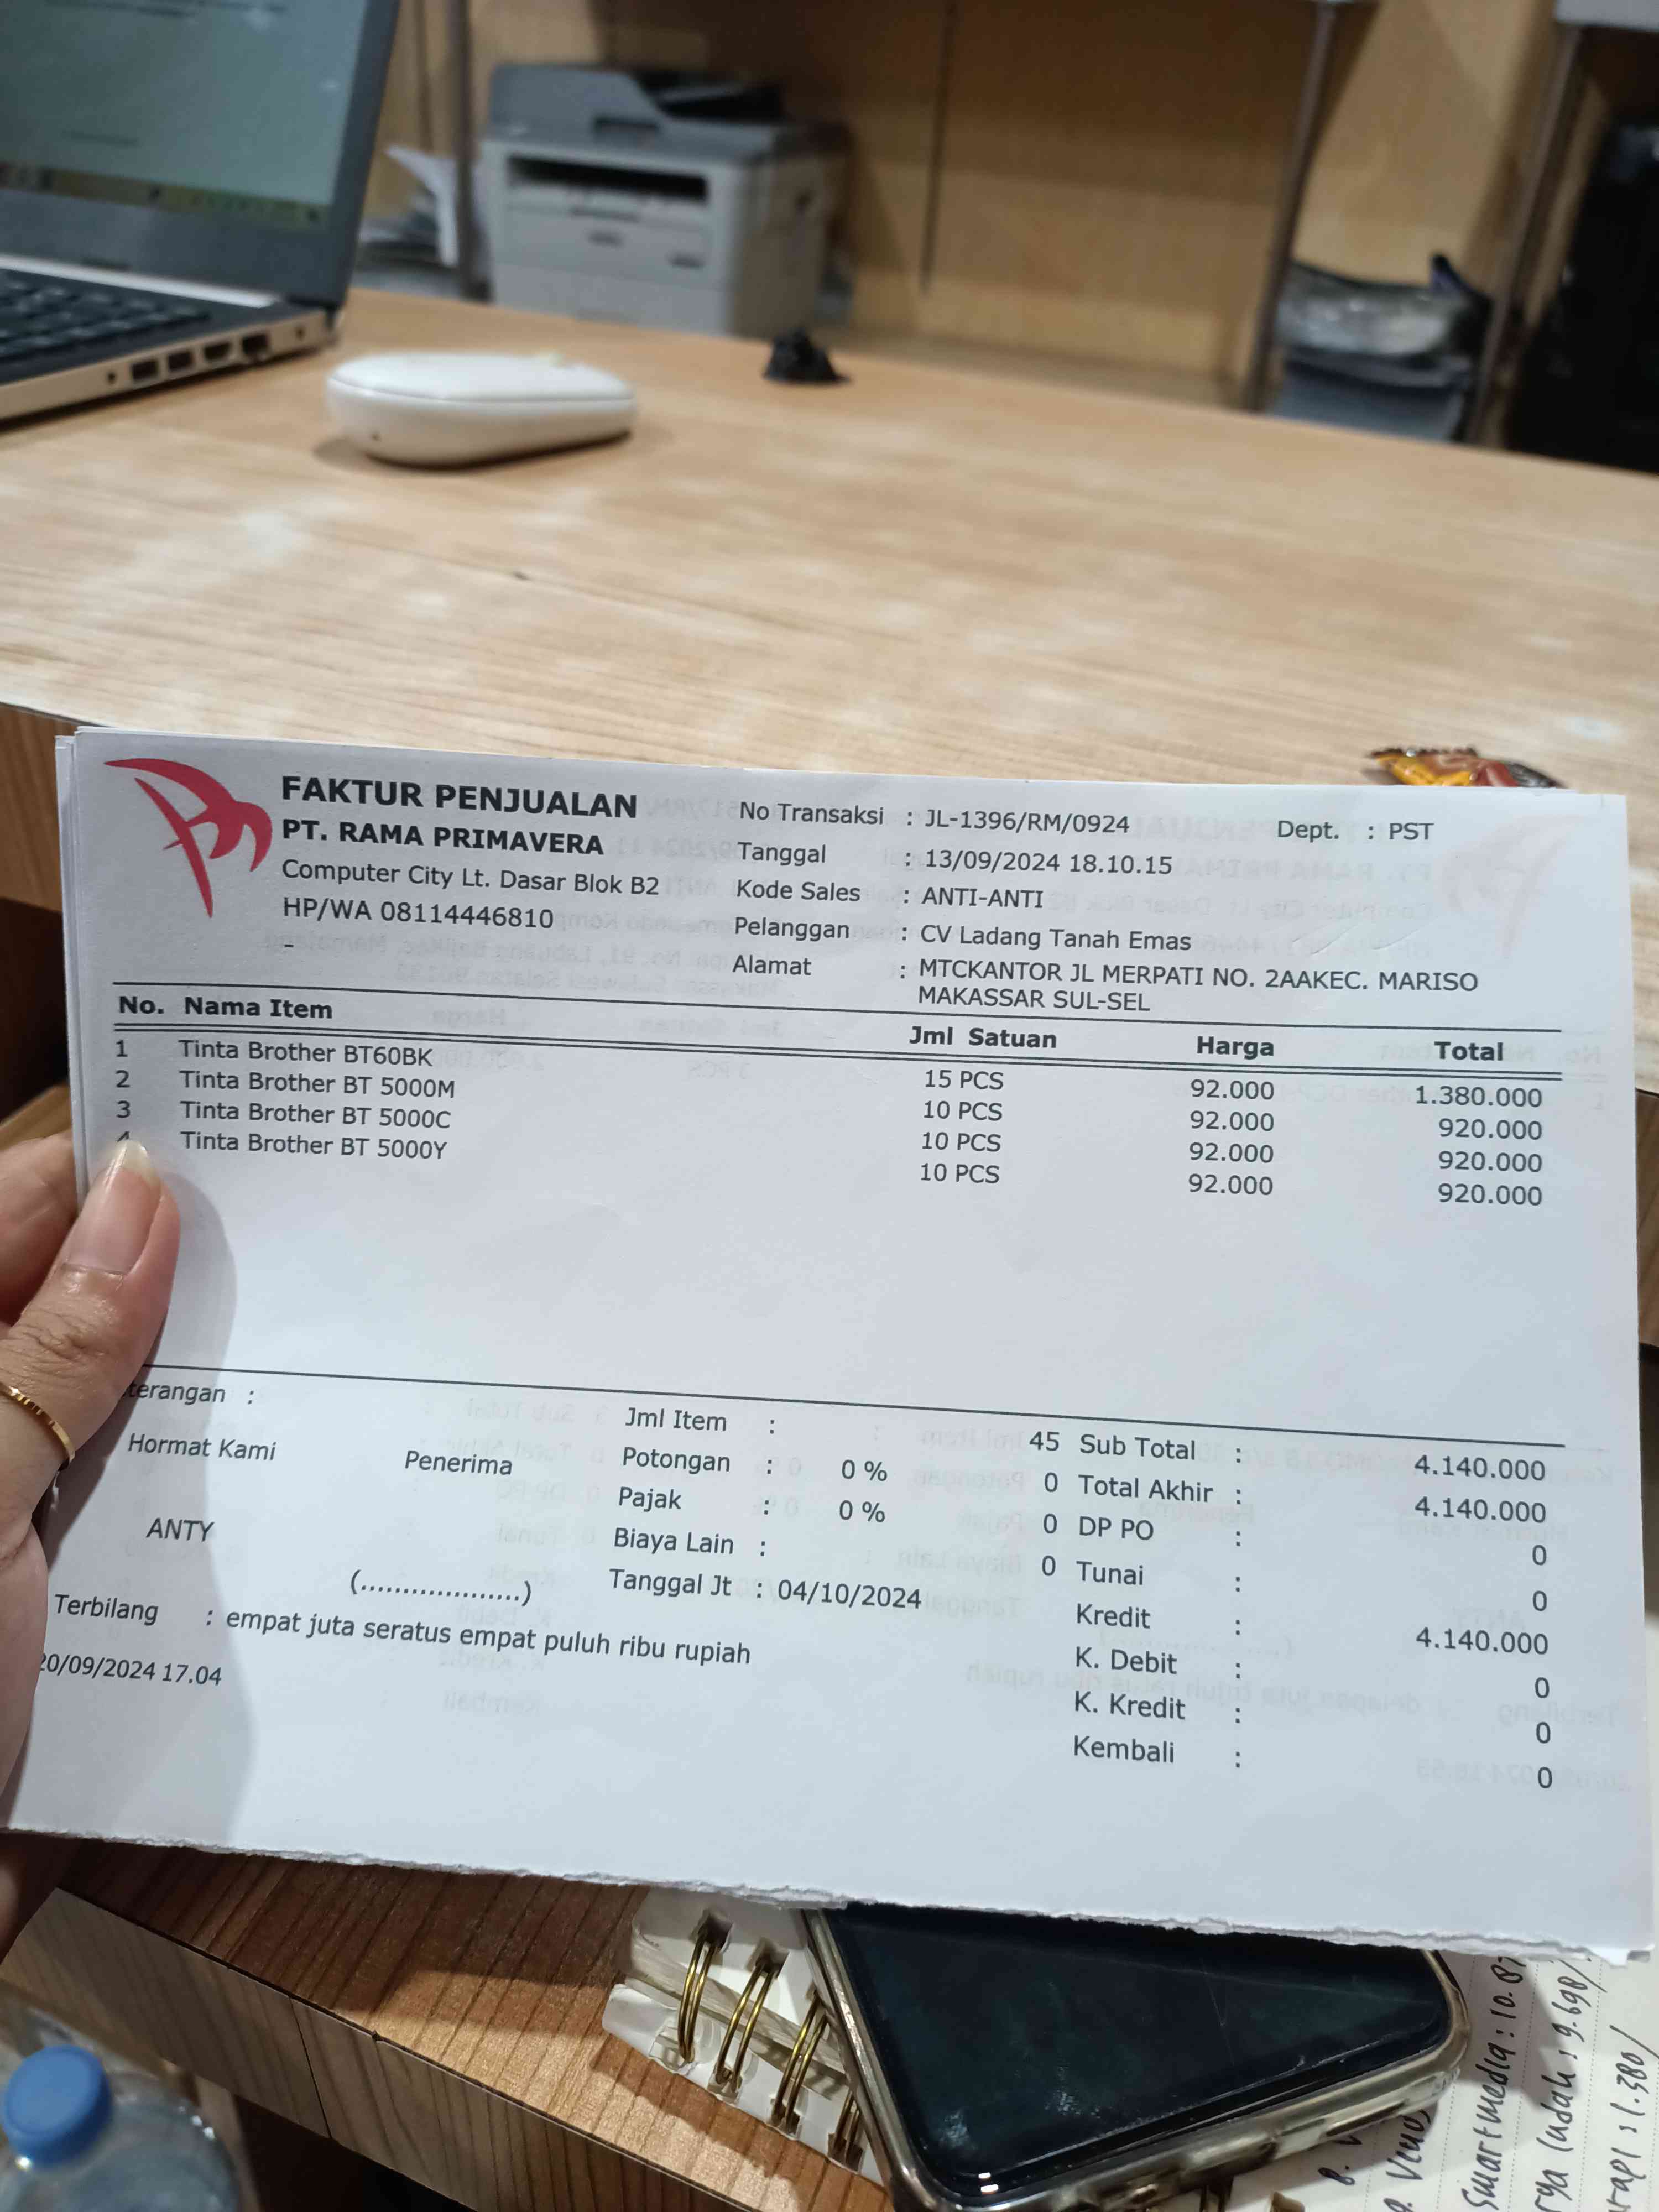 FAKTUR PENJUALAN
PT. RAMA PRIMAVERA
Computer City Lt. Dasar Blok B2
HP/WA 08114446810
-
No Transaksi : JL-1396/RM/0924 Dept. : PST
Tanggal : 13/09/2024 18.10.15
Kode Sales : ANTI-ANTI
Pelanggan : CV Ladang Tanah Emas
Alamat : MTCKANTOR JL MERPATI NO. 2AAKEC. MARISO
MAKASSAR SUL-SEL
No. Nama Item Jml Satuan Harga Total
1 Tinta Brother BT60BK 15 PCS 92.000 1.380.000
2 Tinta Brother BT 5000M 10 PCS 92.000 920.000
3 Tinta Brother BT 5000C 10 PCS 92.000 920.000
4 Tinta Brother BT 5000Y 10 PCS 92.000 920.000
terangan :
Hormat Kami Penerima
ANTY
(...................)
Jml Item : 45
Potongan : 0 % 0
Pajak : 0 % 0
Biaya Lain : 0
Tanggal Jt : 04/10/2024
Sub Total : 4.140.000
Total Akhir : 4.140.000
DP PO : 0
Tunai : 0
Kredit : 4.140.000
K. Debit : 0
K. Kredit : 0
Kembali : 0
Terbilang : empat juta seratus empat puluh ribu rupiah
20/09/2024 17.04
Smartmedia : 10.87
: 9.698/
: 1.380/